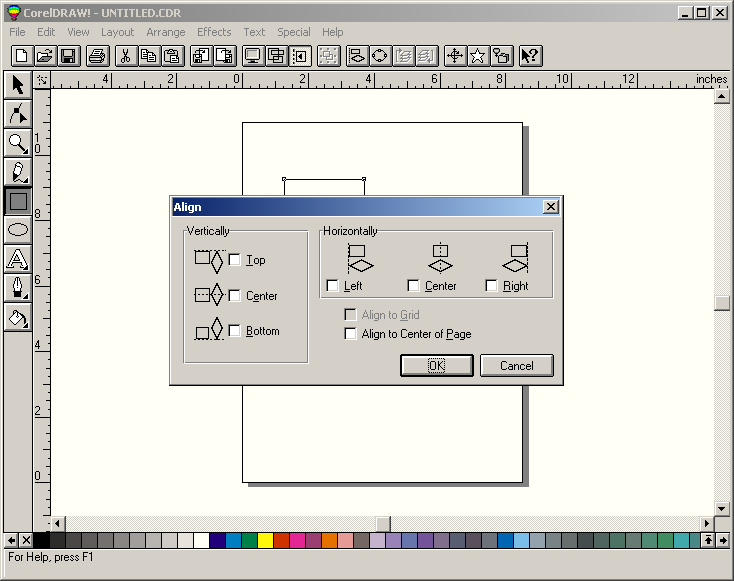 CorelDRAW! - UNTITLED.CDR
File Edit View Layout Arrange Effects Text Special Help
4 2 0 2 4 6 8 10 12 inches
10
8
6
4
2
0
Align
Vertically
Top
Center
Bottom
Horizontally
Left Center Right
Align to Grid
Align to Center of Page
OK Cancel
For Help, press F1